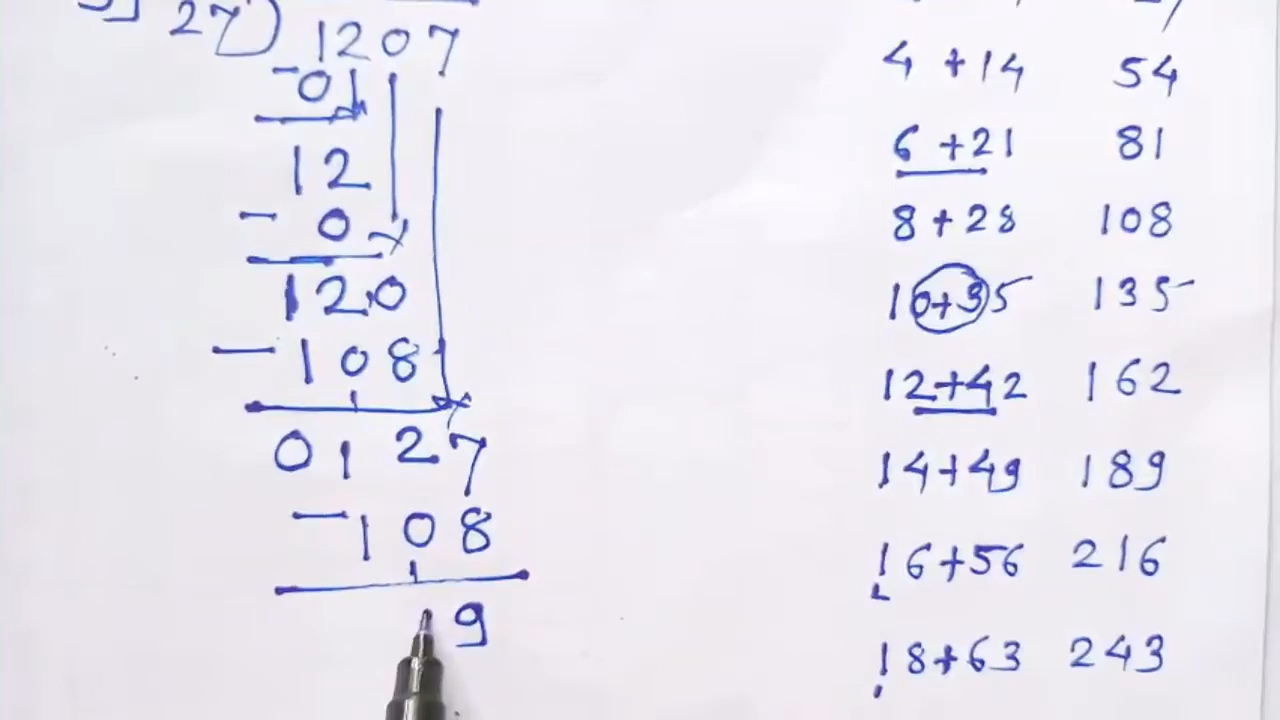 27) 1207
- 0
12
- 0
120
- 108
0127
- 108
9
4 + 14 54
6 + 21 81
8 + 28 108
10 + 35 135
12 + 42 162
14 + 49 189
16 + 56 216
18 + 63 243